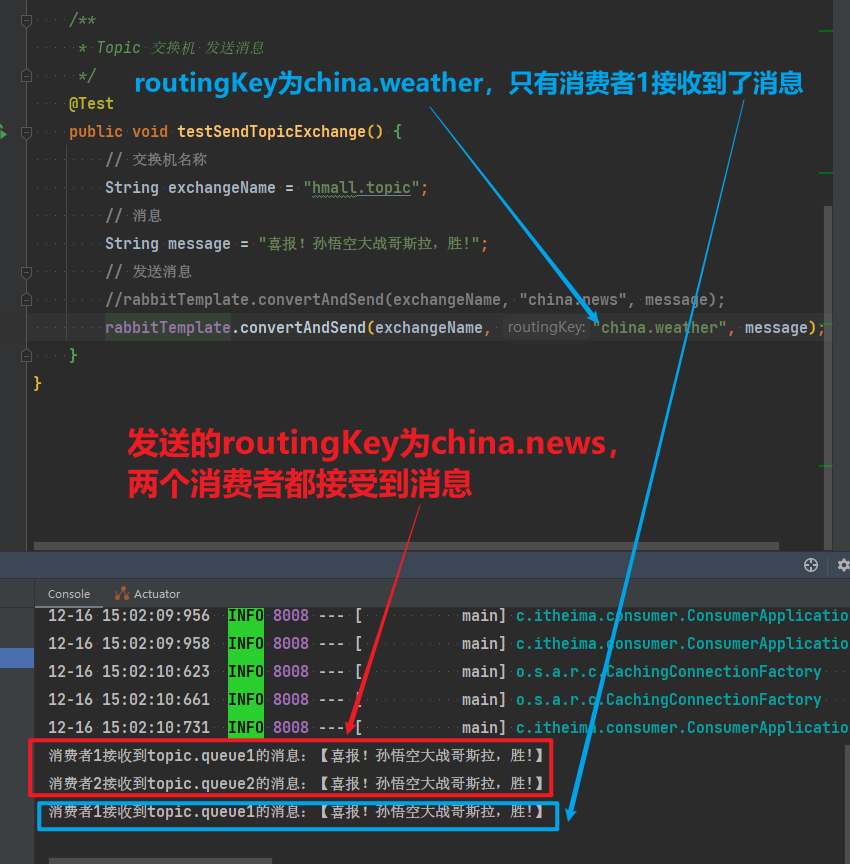 /**
* Topic 交换机 发送消息
*/
routingKey为china.weather，只有消费者1接收到了消息
@Test
public void testSendTopicExchange() {
// 交换机名称
String exchangeName = "hmall.topic";
// 消息
String message = "喜报！孙悟空大战哥斯拉，胜!";
// 发送消息
//rabbitTemplate.convertAndSend(exchangeName, "china.news", message);
rabbitTemplate.convertAndSend(exchangeName, routingKey: "china.weather", message);
}
}
发送的routingKey为china.news，
两个消费者都接受到消息
Console Actuator
12-16 15:02:09:956 INFO 8008 --- [ main] c.itheima.consumer.ConsumerApplicatio
12-16 15:02:09:958 INFO 8008 --- [ main] c.itheima.consumer.ConsumerApplicatio
12-16 15:02:10:623 INFO 8008 --- [ main] o.s.a.r.c.CachingConnectionFactory
12-16 15:02:10:661 INFO 8008 --- [ main] o.s.a.r.c.CachingConnectionFactory
12-16 15:02:10:731 INFO 8008 --- [ main] c.itheima.consumer.ConsumerApplicatio
消费者1接收到topic.queue1的消息：【喜报！孙悟空大战哥斯拉，胜!】
消费者2接收到topic.queue2的消息：【喜报！孙悟空大战哥斯拉，胜!】
消费者1接收到topic.queue1的消息：【喜报！孙悟空大战哥斯拉，胜!】